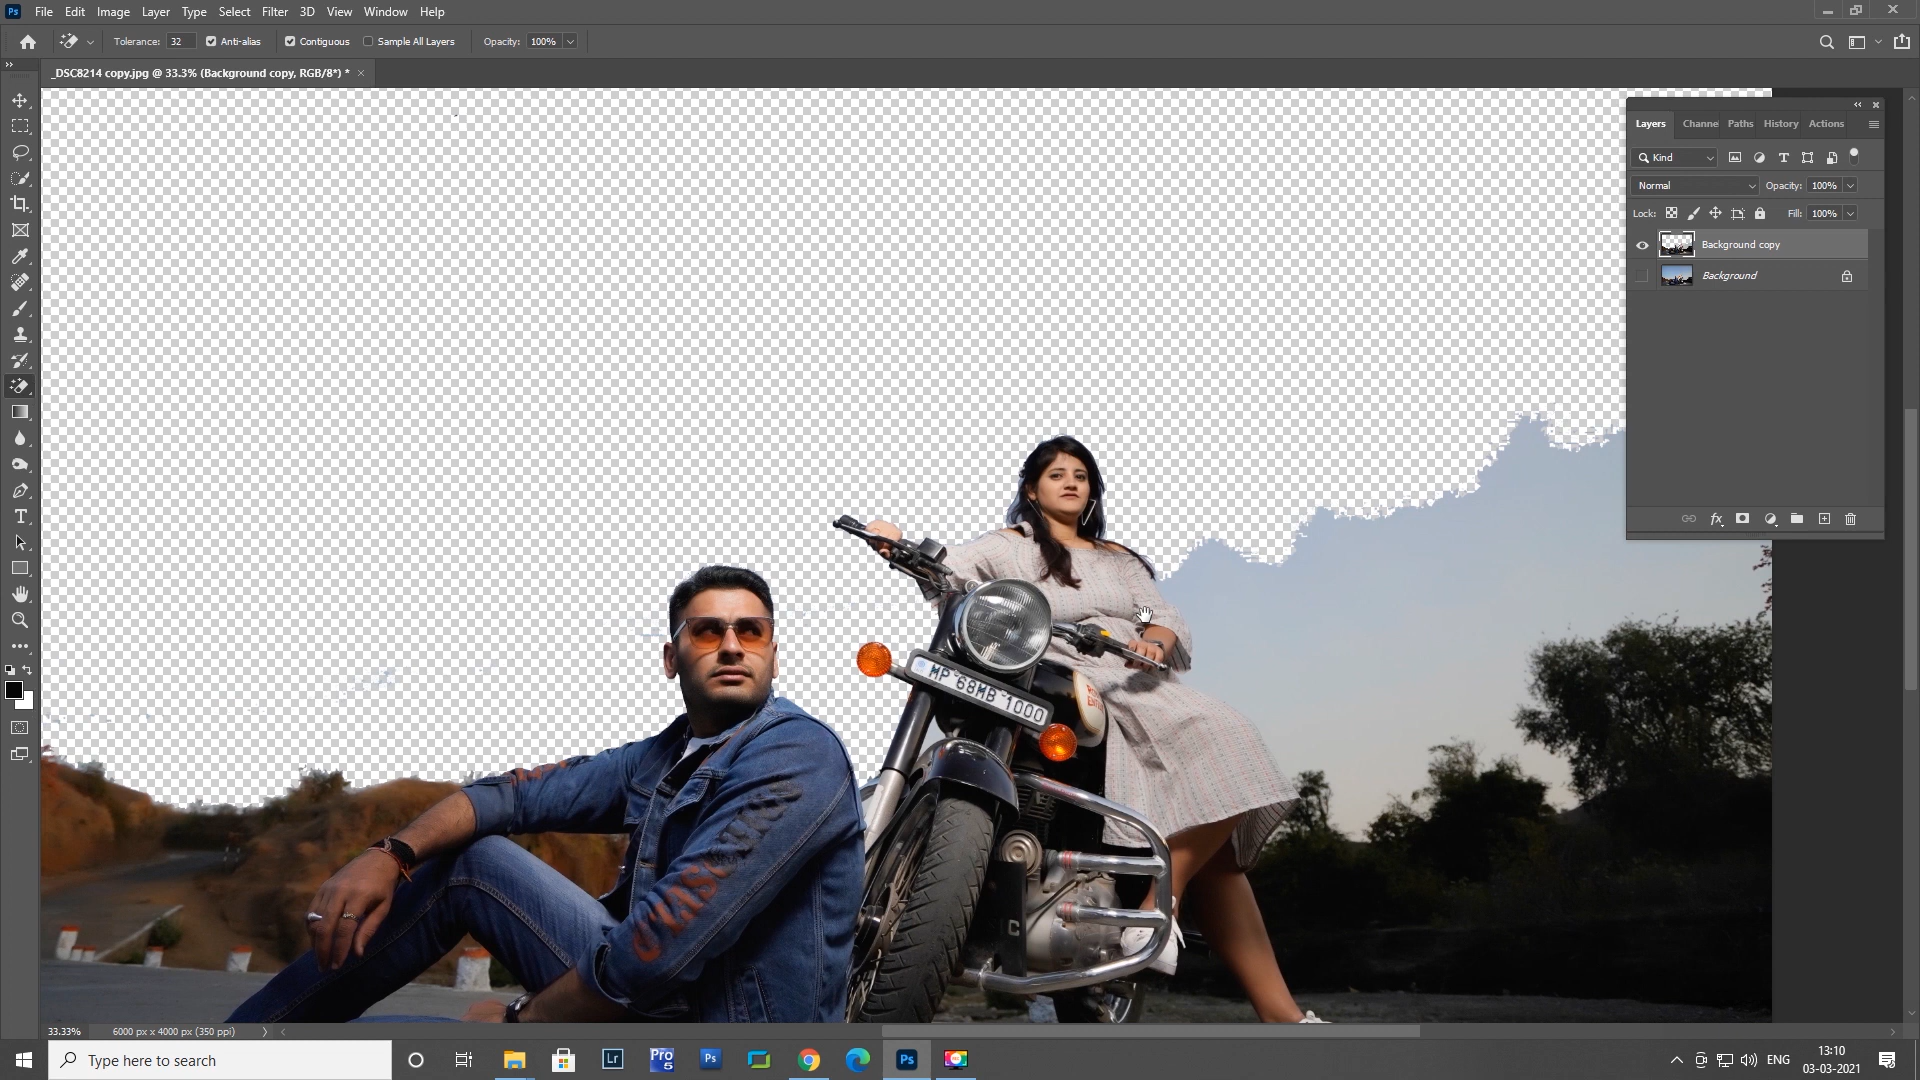 Ps File Edit Image Layer Type Select Filter 3D View Window Help
Tolerance: 32 Anti-alias Contiguous Sample All Layers Opacity: 100%
_DSC8214 copy.jpg @ 33.3% (Background copy, RGB/8*) * ×
Layers Channe Paths History Actions
Kind
Normal Opacity: 100%
Lock: Fill: 100%
Background copy
Background
MP 68MB 1000
C
33.33% 6000 px x 4000 px (350 ppi)
Type here to search
Lr
Pro 5
Ps
Ps
ENG
13:10
03-03-2021